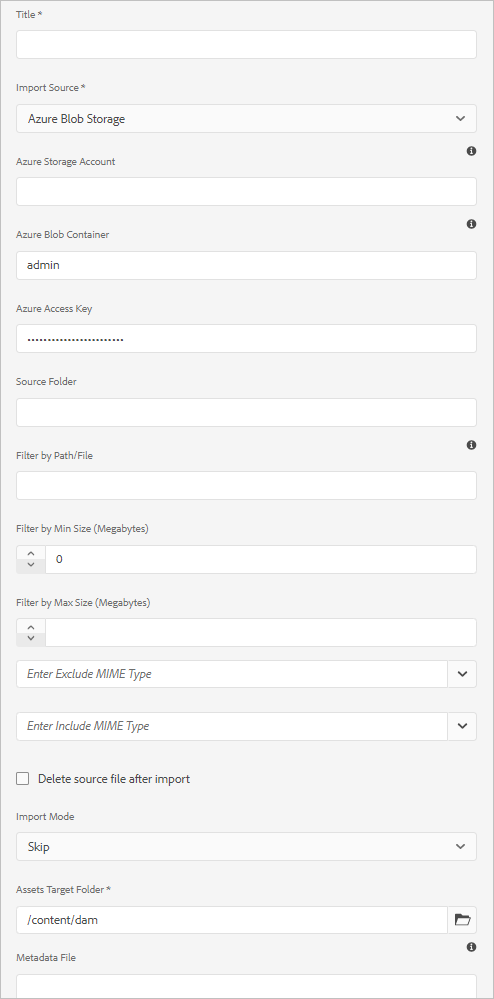 Title *
Import Source *
Azure Blob Storage
Azure Storage Account
Azure Blob Container
admin
Azure Access Key
••••••••••••••••••••••••
Source Folder
Filter by Path/File
Filter by Min Size (Megabytes)
0
Filter by Max Size (Megabytes)
Enter Exclude MIME Type
Enter Include MIME Type
Delete source file after import
Import Mode
Skip
Assets Target Folder *
/content/dam
Metadata File